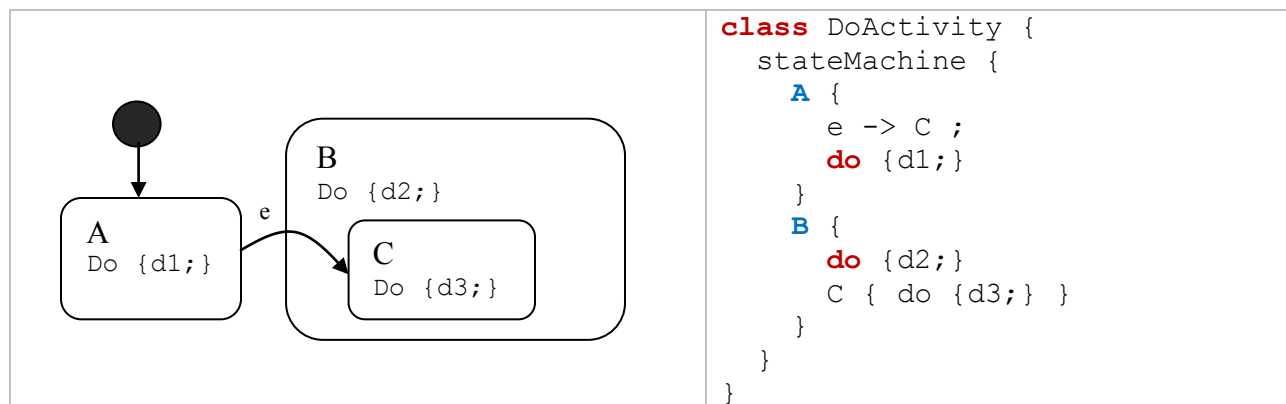 B
Do {d2;}
e
A
Do {d1;}
C
Do {d3;}
class DoActivity {
stateMachine {
A {
e -> C ;
do {d1;}
}
B {
do {d2;}
C { do {d3;} }
}
}
}